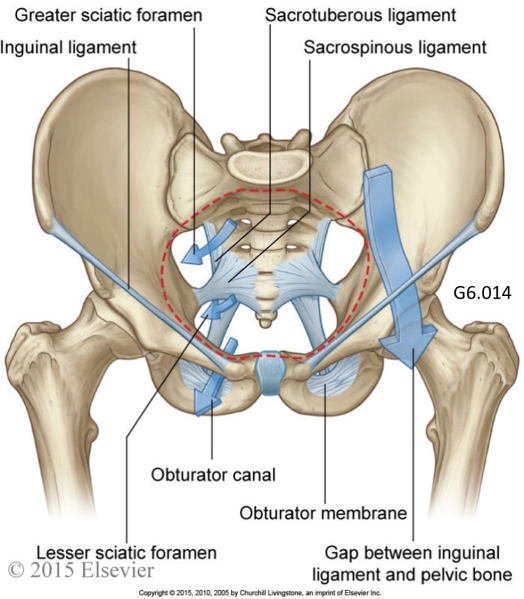 Greater sciatic foramen
Sacrotuberous ligament
Inguinal ligament
Sacrospinous ligament
G6.014
Obturator canal
Obturator membrane
Lesser sciatic foramen
Gap between inguinal
ligament and pelvic bone
© 2015 Elsevier
Copyright © 2015, 2010, 2005 by Churchill Livingstone, an imprint of Elsevier Inc.